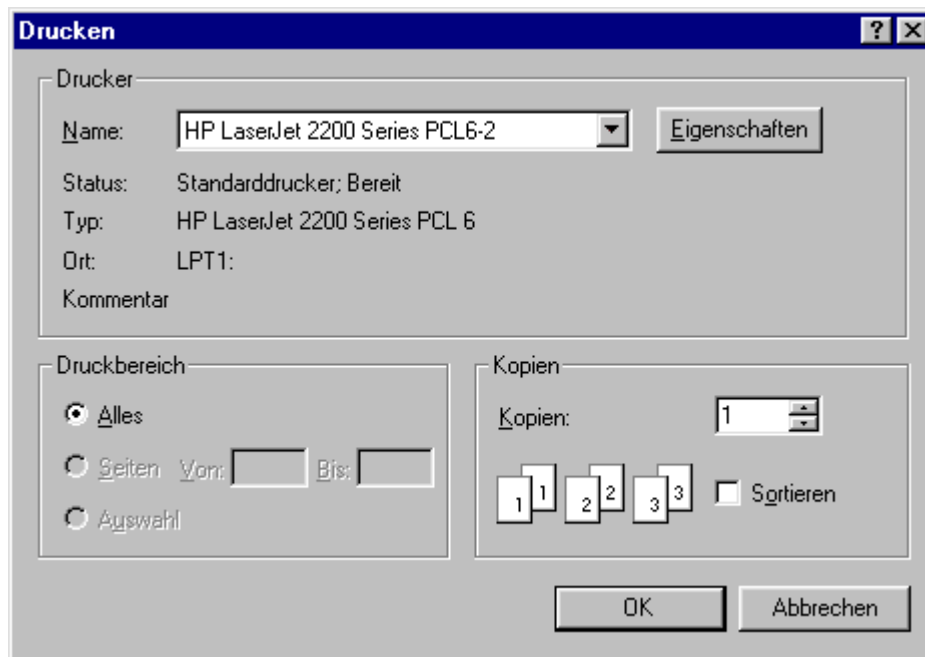 Drucken
Drucker
Name: HP LaserJet 2200 Series PCL6-2 Eigenschaften
Status: Standarddrucker; Bereit
Typ: HP LaserJet 2200 Series PCL 6
Ort: LPT1:
Kommentar
Druckbereich
Alles
Seiten Von: Bis:
Auswahl
Kopien
Kopien: 1
1 1 2 2 3 3 Sortieren
OK Abbrechen